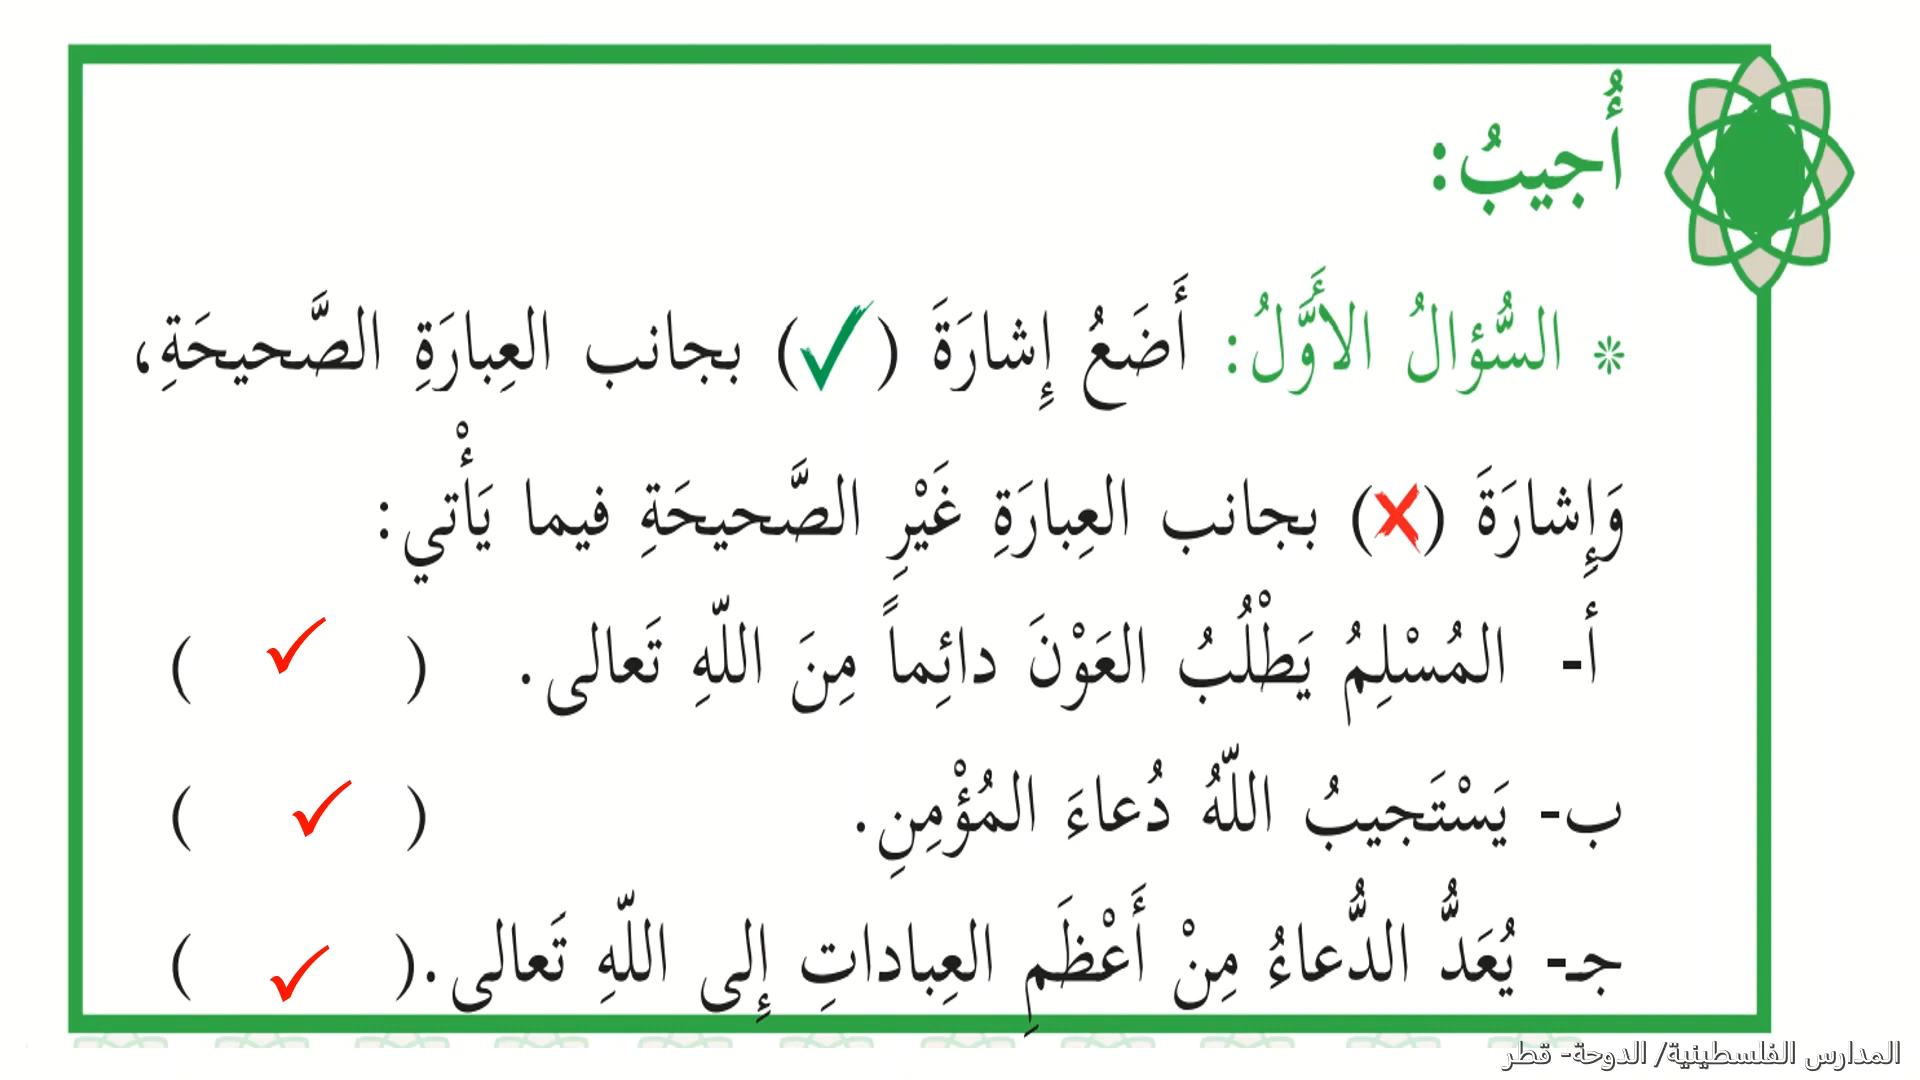 أُجيبُ:
* السُّؤالُ الأَوَّلُ: أَضَعُ إِشارَةَ (✓) بجانب العِبارَةِ الصَّحيحَةِ،
وَإِشارَةَ (✗) بجانب العِبارَةِ غَيْرِ الصَّحيحَةِ فيما يَأْتي:
أ- المُسْلِمُ يَطْلُبُ العَوْنَ دائِماً مِنَ اللّهِ تَعالى. ( ✓ )
ب- يَسْتَجيبُ اللّهُ دُعاءَ المُؤْمِنِ. ( ✓ )
جـ- يُعَدُّ الدُّعاءُ مِنْ أَعْظَمِ العِباداتِ إِلى اللّهِ تَعالى. ( ✓ )
المدارس الفلسطينية/ الدوحة- قطر